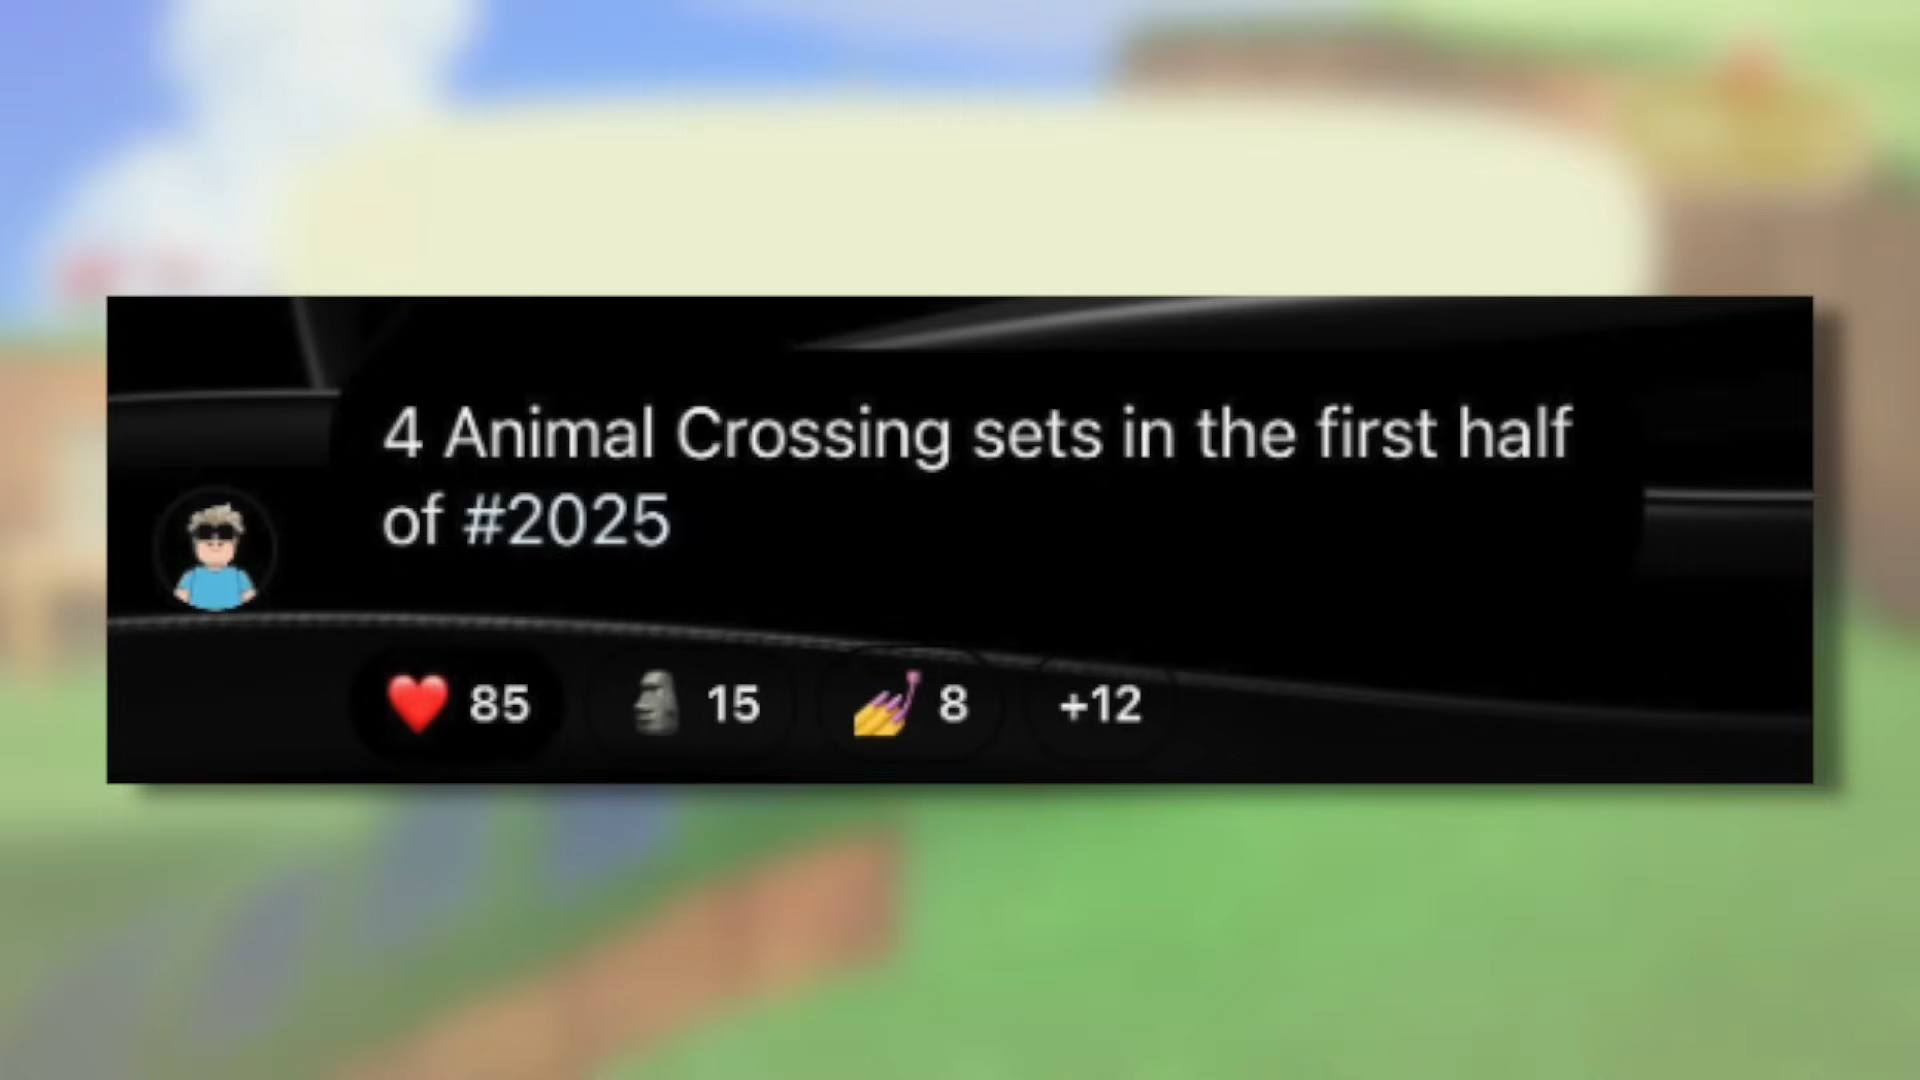 4 Animal Crossing sets in the first half
of #2025
❤️ 85 🗿 15 💅 8 +12